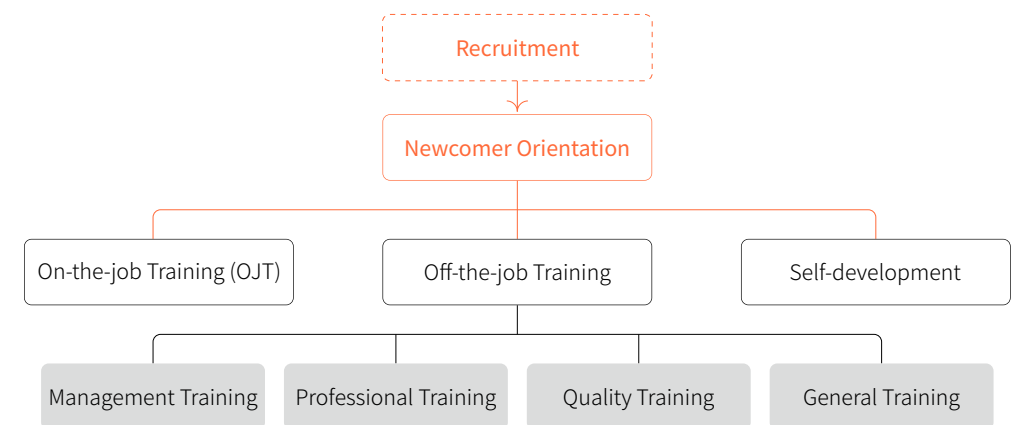 Recruitment
Newcomer Orientation
On-the-job Training (OJT)
Off-the-job Training
Self-development
Management Training
Professional Training
Quality Training
General Training